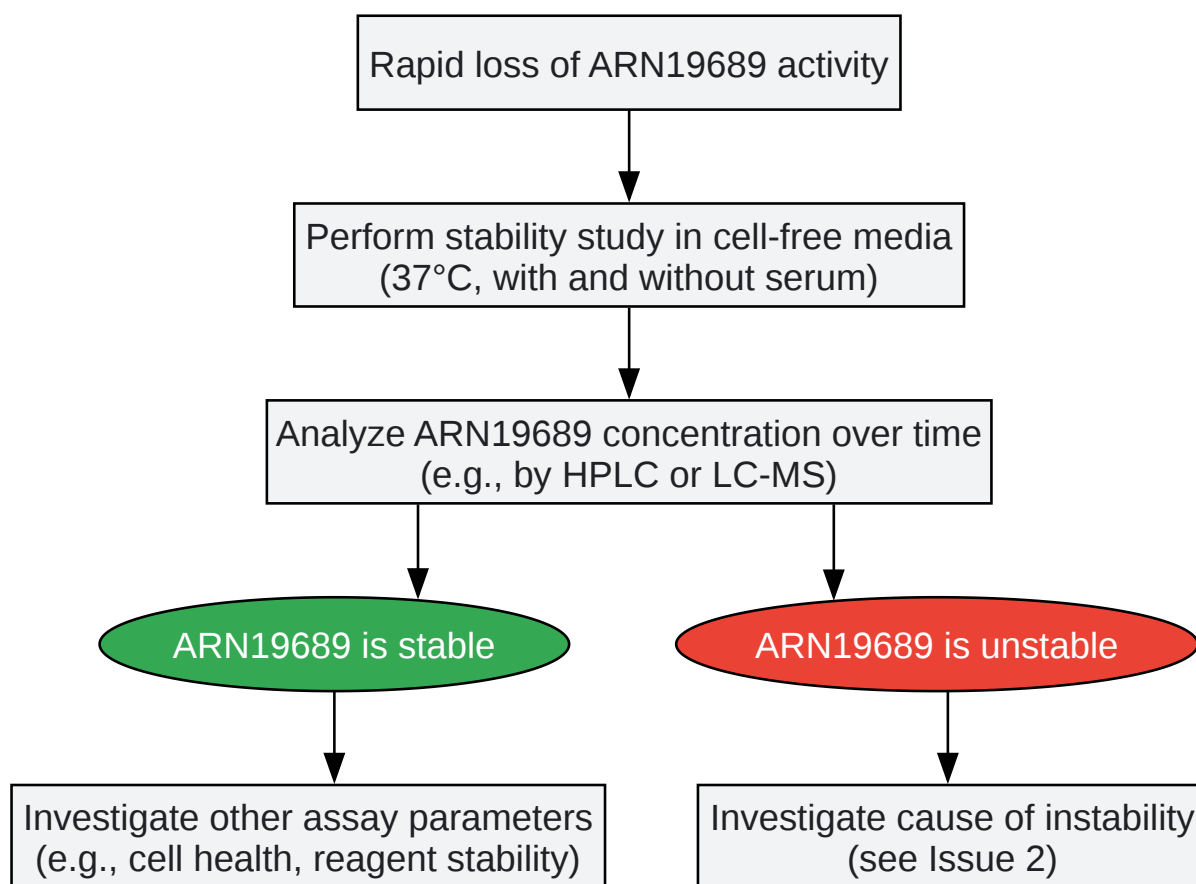 Rapid loss of ARN19689 activity
Perform stability study in cell-free media
(37°C, with and without serum)
Analyze ARN19689 concentration over time
(e.g., by HPLC or LC-MS)
ARN19689 is stable
ARN19689 is unstable
Investigate other assay parameters
(e.g., cell health, reagent stability)
Investigate cause of instability
(see Issue 2)